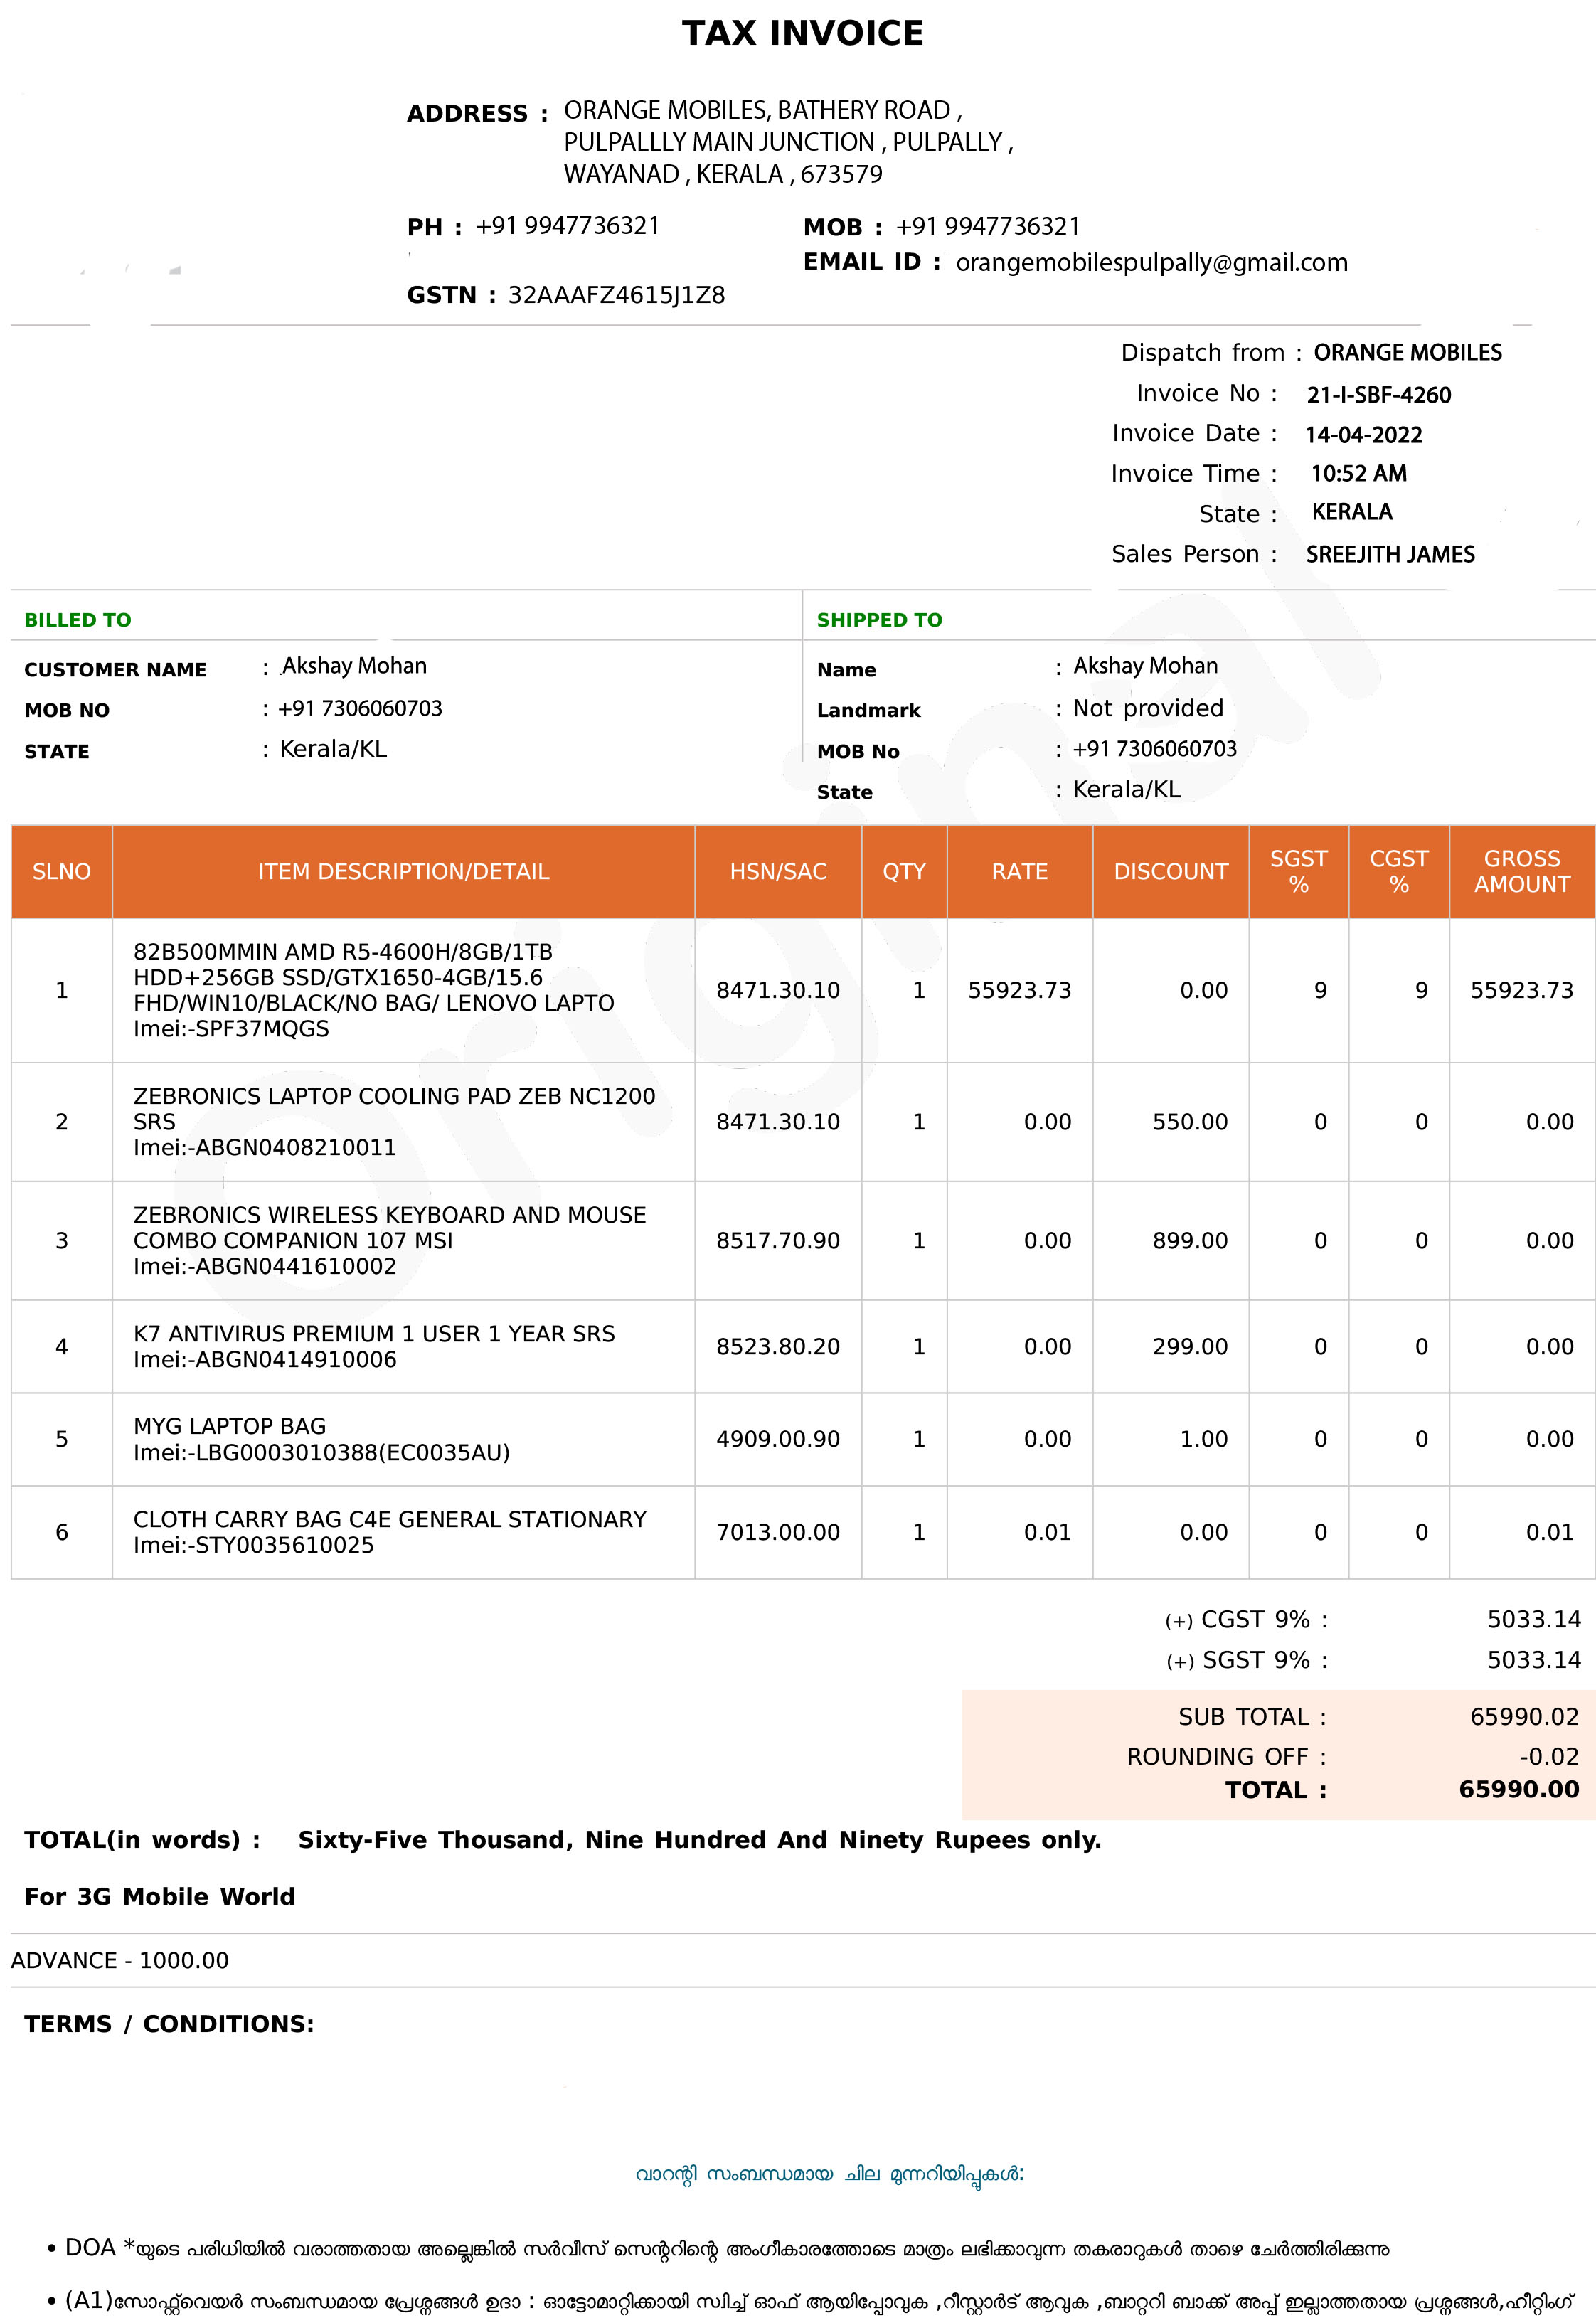 TAX INVOICE
ADDRESS : ORANGE MOBILES, BATHERY ROAD ,
PULPALLLY MAIN JUNCTION , PULPALLY ,
WAYANAD , KERALA , 673579
PH : +91 9947736321 MOB : +91 9947736321
EMAIL ID : orangemobilespulpally@gmail.com
GSTN : 32AAAFZ4615J1Z8
Dispatch from : ORANGE MOBILES
Invoice No : 21-I-SBF-4260
Invoice Date : 14-04-2022
Invoice Time : 10:52 AM
State : KERALA
Sales Person : SREEJITH JAMES
Original
BILLED TO SHIPPED TO
CUSTOMER NAME : Akshay Mohan Name : Akshay Mohan
MOB NO : +91 7306060703 Landmark : Not provided
STATE : Kerala/KL MOB No : +91 7306060703
State : Kerala/KL
SLNO ITEM DESCRIPTION/DETAIL HSN/SAC QTY RATE DISCOUNT SGST % CGST % GROSS AMOUNT
82B500MMIN AMD R5-4600H/8GB/1TB
HDD+256GB SSD/GTX1650-4GB/15.6
1 FHD/WIN10/BLACK/NO BAG/ LENOVO LAPTO 8471.30.10 1 55923.73 0.00 9 9 55923.73
Imei:-SPF37MQGS
ZEBRONICS LAPTOP COOLING PAD ZEB NC1200
2 SRS 8471.30.10 1 0.00 550.00 0 0 0.00
Imei:-ABGN0408210011
ZEBRONICS WIRELESS KEYBOARD AND MOUSE
3 COMBO COMPANION 107 MSI 8517.70.90 1 0.00 899.00 0 0 0.00
Imei:-ABGN0441610002
4 K7 ANTIVIRUS PREMIUM 1 USER 1 YEAR SRS 8523.80.20 1 0.00 299.00 0 0 0.00
Imei:-ABGN0414910006
5 MYG LAPTOP BAG 4909.00.90 1 0.00 1.00 0 0 0.00
Imei:-LBG0003010388(EC0035AU)
6 CLOTH CARRY BAG C4E GENERAL STATIONARY 7013.00.00 1 0.01 0.00 0 0 0.01
Imei:-STY0035610025
(+) CGST 9% : 5033.14
(+) SGST 9% : 5033.14
SUB TOTAL : 65990.02
ROUNDING OFF : -0.02
TOTAL : 65990.00
TOTAL(in words) : Sixty-Five Thousand, Nine Hundred And Ninety Rupees only.
For 3G Mobile World
ADVANCE - 1000.00
TERMS / CONDITIONS:
വാറന്റി സംബന്ധമായ ചില മുന്നറിയിപ്പുകൾ:
• DOA *യുടെ പരിധിയിൽ വരാത്തതായ അല്ലെങ്കിൽ സർവീസ് സെന്ററിന്റെ അംഗീകാരത്തോടെ മാത്രം ലഭിക്കാവുന്ന തകരാറുകൾ താഴെ ചേർത്തിരിക്കുന്നു
• (A1)സോഫ്റ്റ്‌വെയർ സംബന്ധമായ പ്രേശ്നങ്ങൾ ഉദാ : ഓട്ടോമാറ്റിക്കായി സ്വിച്ച് ഓഫ് ആയിപ്പോവുക ,റീസ്റ്റാർട് ആവുക ,ബാറ്ററി ബാക്ക് അപ്പ് ഇല്ലാത്തതായ പ്രശ്നങ്ങൾ,ഹീറ്റിംഗ്